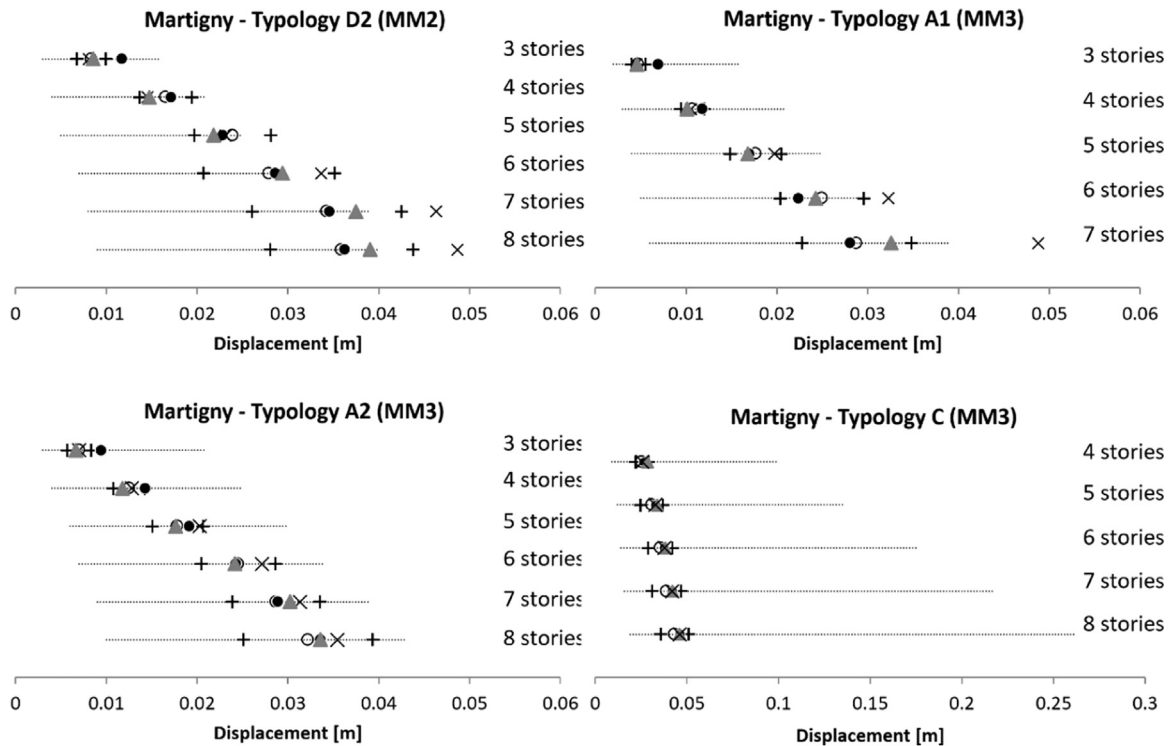 Martigny - Typology D2 (MM2)
3 stories
4 stories
5 stories
6 stories
7 stories
8 stories
0 0.01 0.02 0.03 0.04 0.05 0.06
Displacement [m]
Martigny - Typology A1 (MM3)
3 stories
4 stories
5 stories
6 stories
7 stories
0 0.01 0.02 0.03 0.04 0.05 0.06
Displacement [m]
Martigny - Typology A2 (MM3)
3 stories
4 stories
5 stories
6 stories
7 stories
8 stories
0 0.01 0.02 0.03 0.04 0.05 0.06
Displacement [m]
Martigny - Typology C (MM3)
4 stories
5 stories
6 stories
7 stories
8 stories
0 0.05 0.1 0.15 0.2 0.25 0.3
Displacement [m]